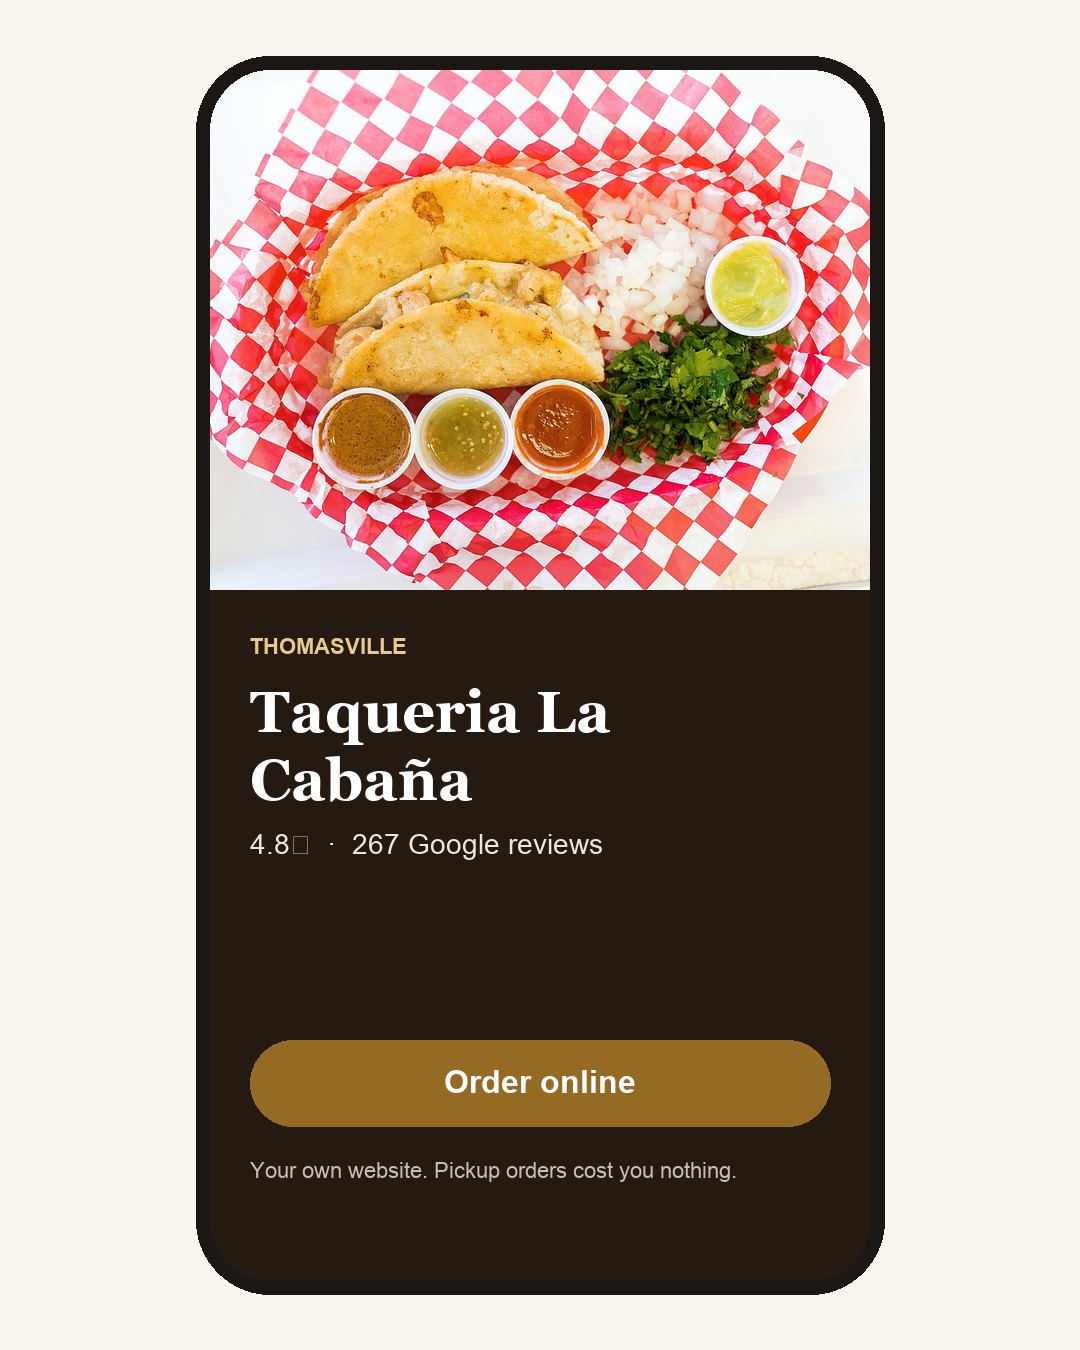 THOMASVILLE
Taqueria La
Cabaña
4.8□ · 267 Google reviews
Order online
Your own website. Pickup orders cost you nothing.